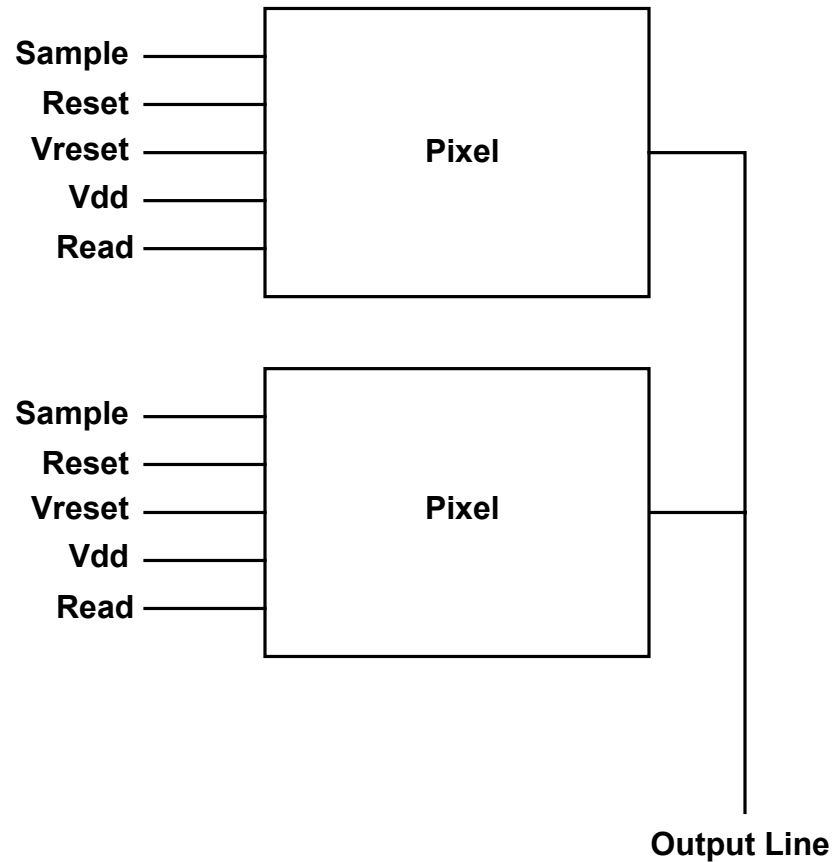 Sample
Reset
Vreset
Vdd
Read
Pixel
Sample
Reset
Vreset
Vdd
Read
Pixel
Output Line